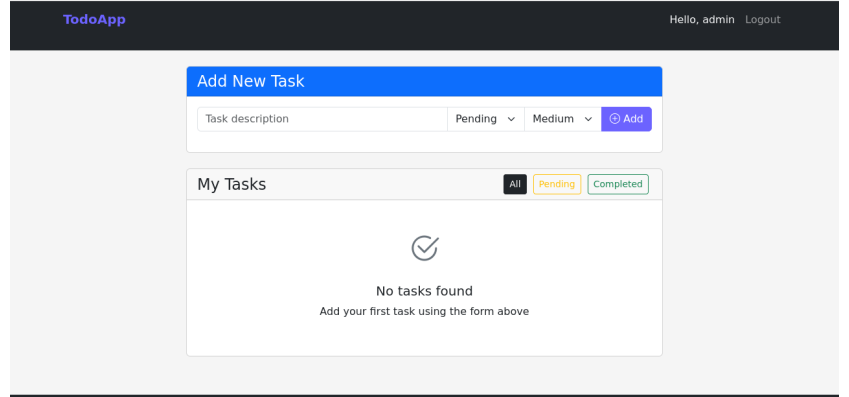 TodoApp Hello, admin Logout
Add New Task
Task description Pending Medium Add
My Tasks All Pending Completed
No tasks found
Add your first task using the form above